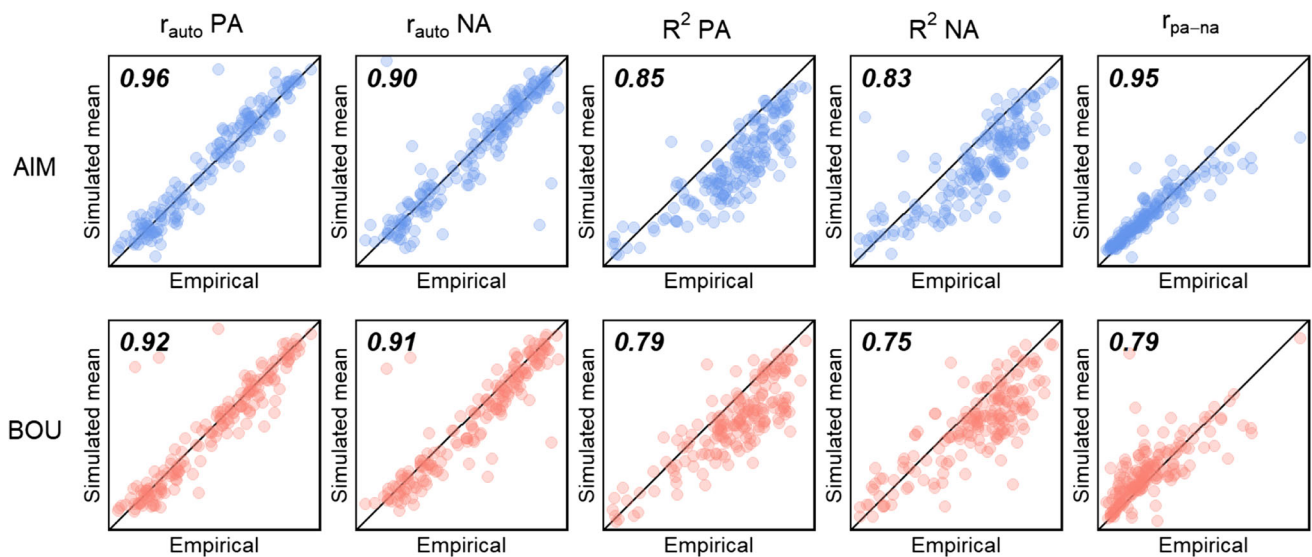 r_auto PA r_auto NA R² PA R² NA r_pa−na
AIM
0.96 0.90 0.85 0.83 0.95
Simulated mean Simulated mean Simulated mean Simulated mean Simulated mean
Empirical Empirical Empirical Empirical Empirical
BOU
0.92 0.91 0.79 0.75 0.79
Simulated mean Simulated mean Simulated mean Simulated mean Simulated mean
Empirical Empirical Empirical Empirical Empirical